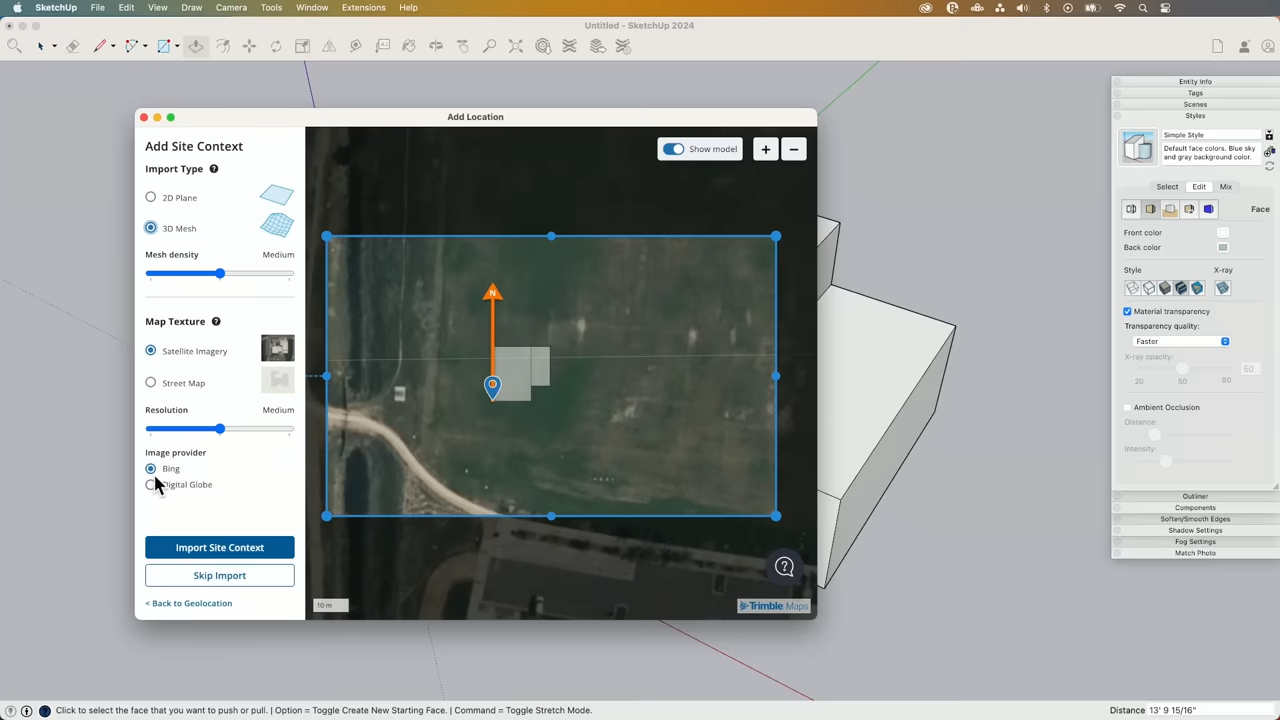 SketchUp File Edit View Draw Camera Tools Window Extensions Help
Untitled - SketchUp 2024
Add Location
Add Site Context
Import Type ?
2D Plane
3D Mesh
Mesh density Medium
Map Texture ?
Satellite Imagery
Street Map
Resolution Medium
Image provider
Bing
Digital Globe
Import Site Context
Skip Import
< Back to Geolocation
Show model
+ −
N
?
10 m
Trimble Maps
Entity Info
Tags
Scenes
Styles
Simple Style
Default face colors. Blue sky
and gray background color.
Select Edit Mix
Face
Front color
Back color
Style X-ray
Material transparency
Transparency quality:
Faster
X-ray opacity: 50
20 50 80
Ambient Occlusion
Distance:
Intensity:
Outliner
Components
Soften/Smooth Edges
Shadow Settings
Fog Settings
Match Photo
Click to select the face that you want to push or pull. | Option = Toggle Create New Starting Face. | Command = Toggle Stretch Mode.
Distance 13' 9 15/16"